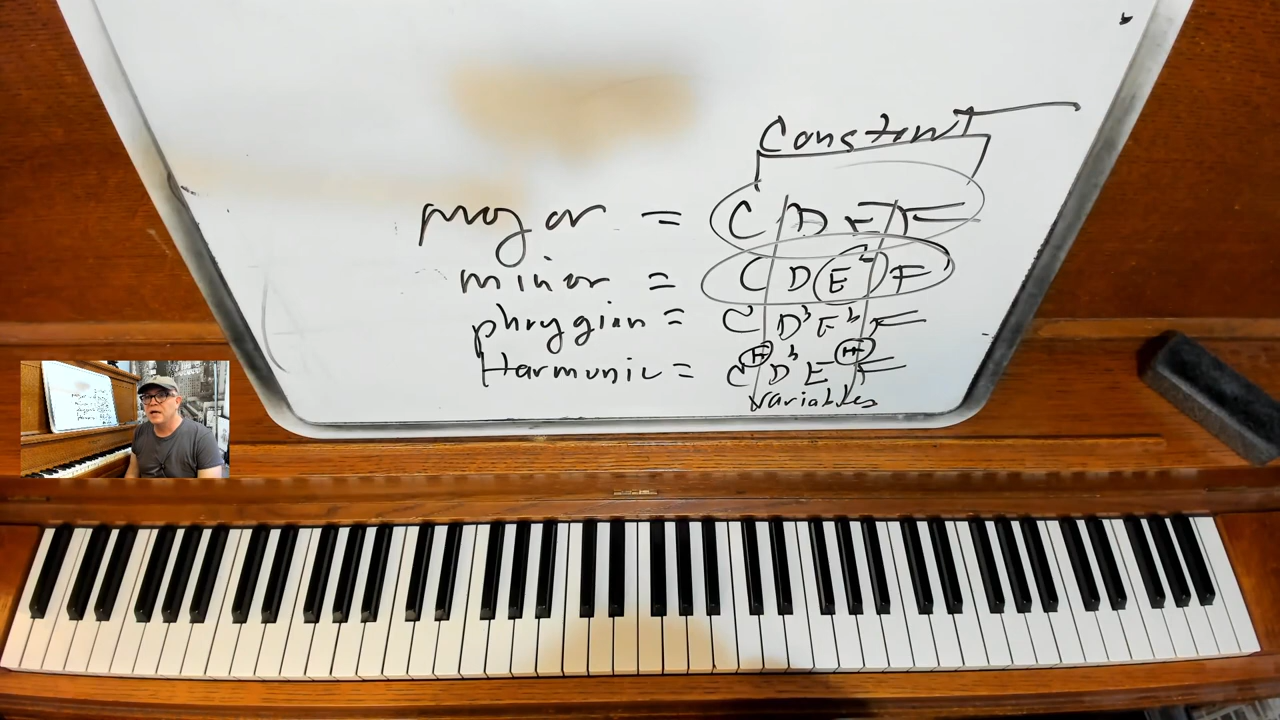 Constant
major = C D E F
minor = C D E♭ F
phrygian = C D♭ E♭ F
H H
Harmonic = C D♭ E F
Variables